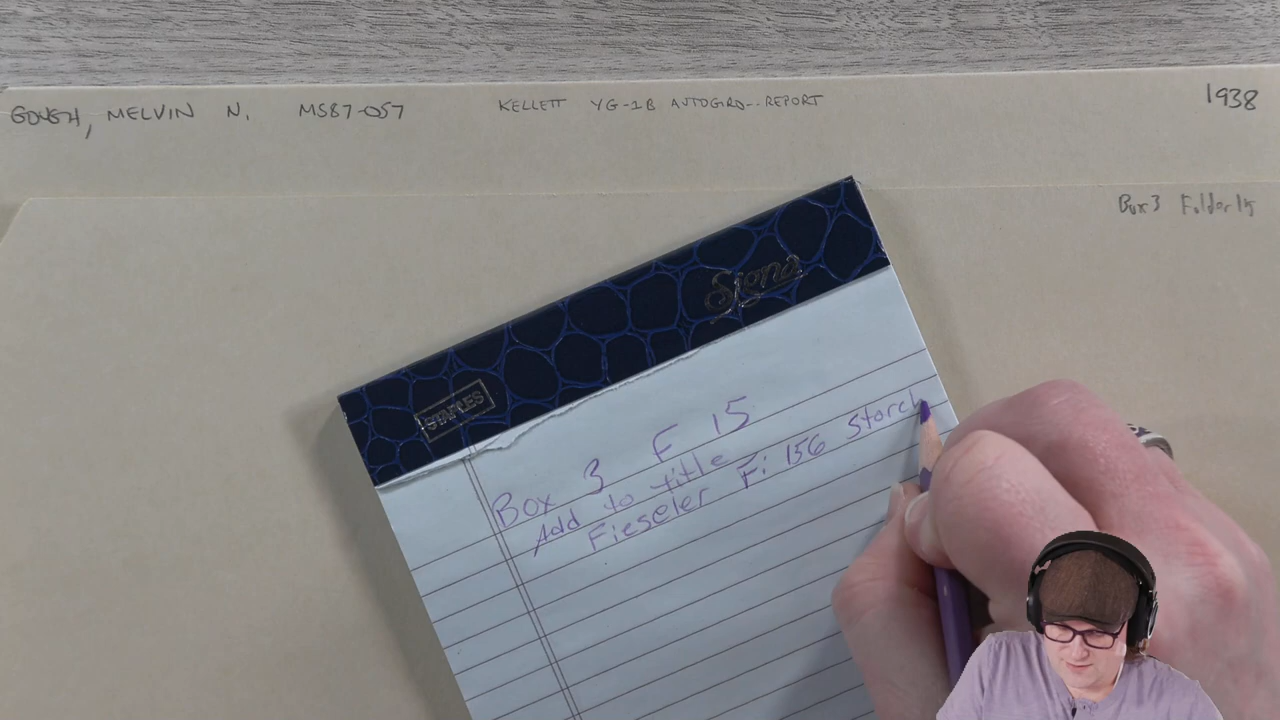 GOUGH, MELVIN N. MS87-057 KELLETT YG-1B AUTOGIRO--REPORT 1938
Box 3 Folder 15
Signa
STAPLES
Box 3 F 15
Add to title
Fieseler Fi 156 Storch